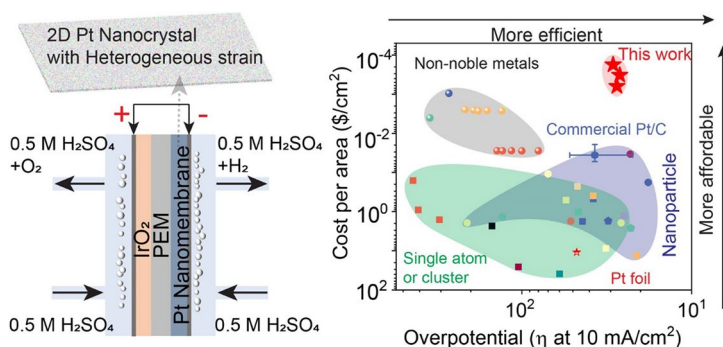 2D Pt Nanocrystal
with Heterogeneous strain
+
-
0.5 M H₂SO₄
+O₂
0.5 M H₂SO₄
+H₂
IrO₂
PEM
Pt Nanomembrane
0.5 M H₂SO₄
0.5 M H₂SO₄
More efficient
More affordable
Cost per area ($/cm²)
10⁻⁴
10⁻²
10⁰
10²
This work
Non-noble metals
Commercial Pt/C
Nanoparticle
Single atom
or cluster
Pt foil
10²
10¹
Overpotential (η at 10 mA/cm²)